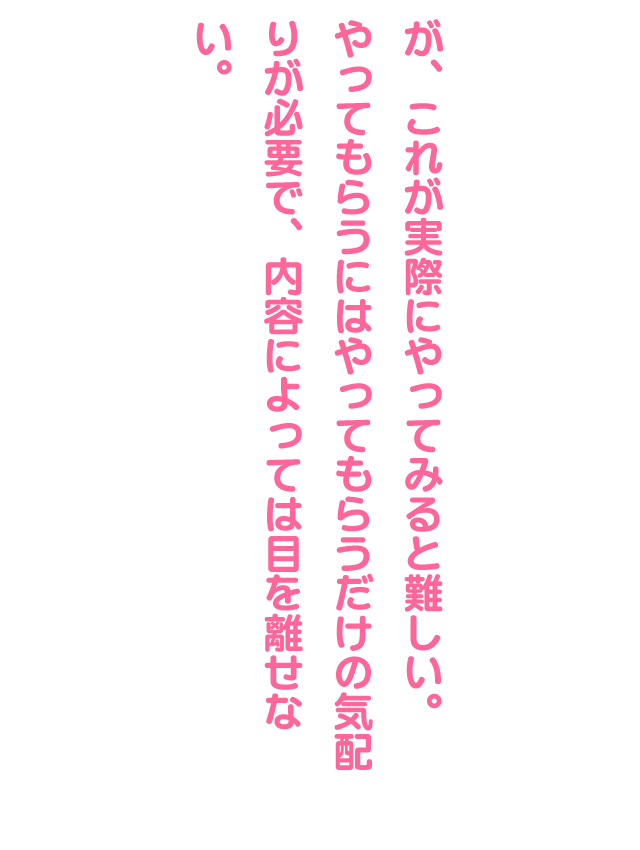 が、これが実際にやってみると難しい。
やってもらうにはやってもらうだけの気配
りが必要で、内容によっては目を離せな
い。